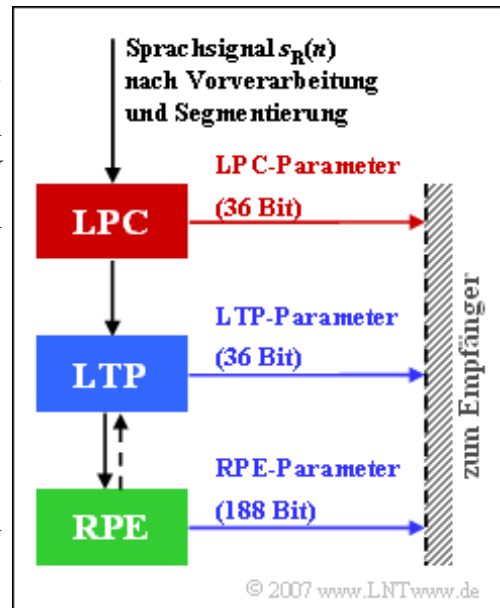 Sprachsignal s_R(n)
nach Vorverarbeitung
und Segmentierung
LPC-Parameter
LPC
(36 Bit)
LTP-Parameter
LTP
(36 Bit)
RPE-Parameter
RPE
(188 Bit)
zum Empfänger
© 2007 www.LNTwww.de